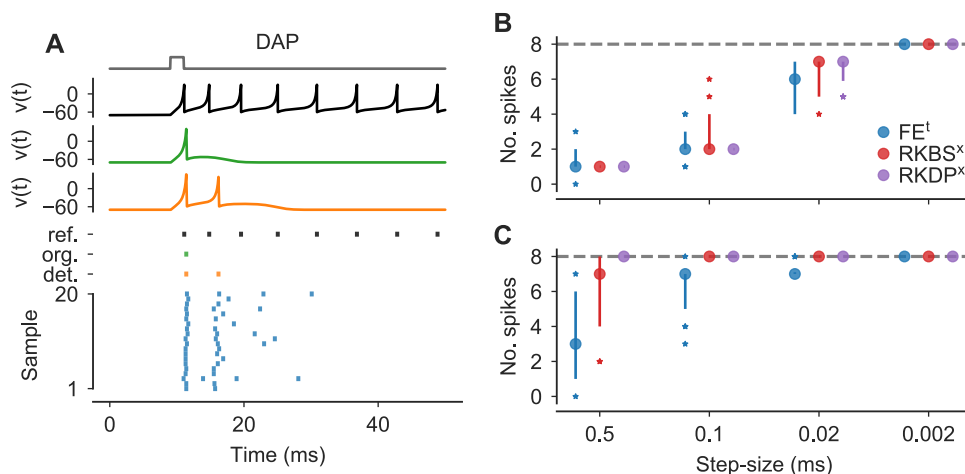 A
DAP
v(t)
0
−60
v(t)
0
−60
ref.
org.
det.
Sample
20
1
0
20
40
Time (ms)
B
No. spikes
8
6
4
2
0
FEᵗ
RKBSˣ
RKDPˣ
C
No. spikes
8
6
4
2
0
0.5
0.1
0.02
0.002
Step-size (ms)
v(t)